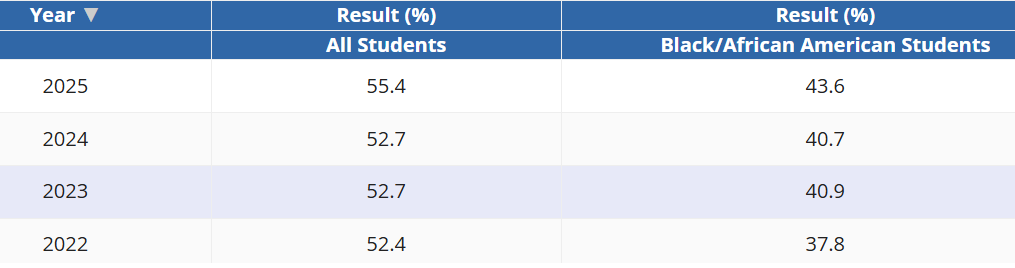 Year ▼ Result (%) Result (%)
All Students Black/African American Students
2025 55.4 43.6
2024 52.7 40.7
2023 52.7 40.9
2022 52.4 37.8